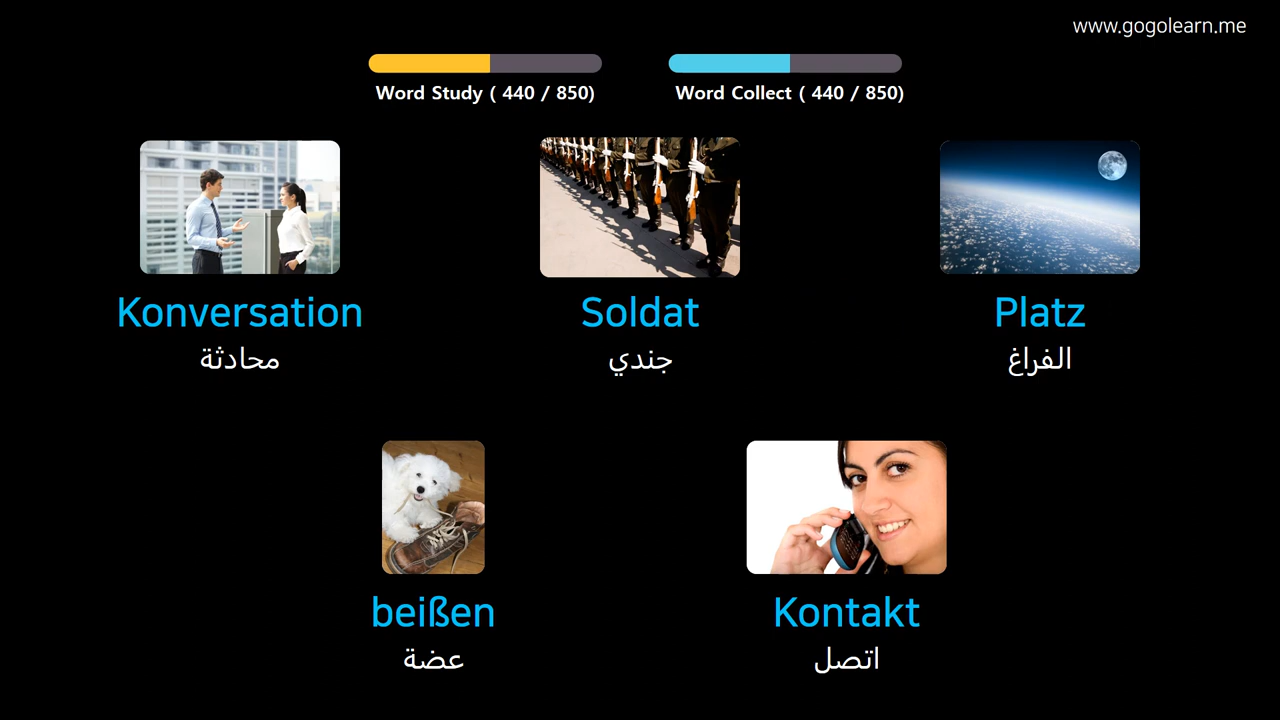 www.gogolearn.me
Word Study ( 440 / 850)
Word Collect ( 440 / 850)
Konversation
محادثة
Soldat
جندي
Platz
الفراغ
beißen
عضة
Kontakt
اتصل